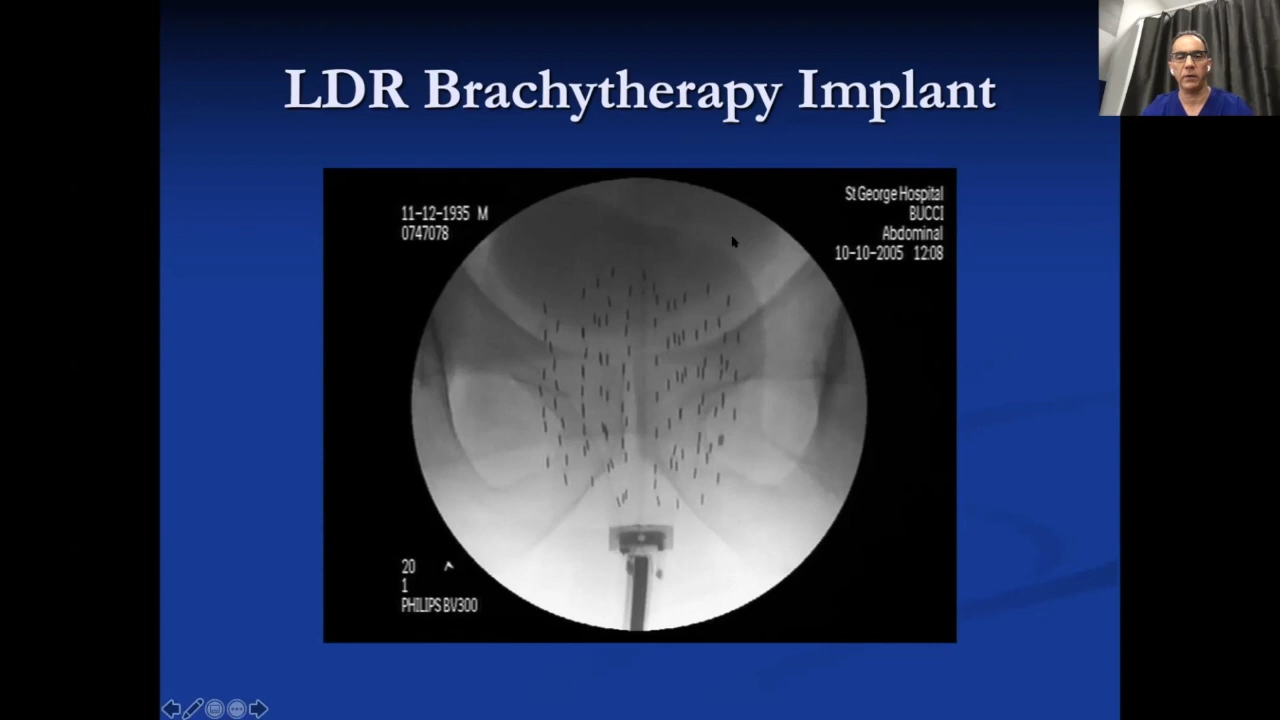 LDR Brachytherapy Implant
11-12-1935 M
0747078
St George Hospital
BUCCI
Abdominal
10-10-2005 12:08
20
1
PHILIPS BV300